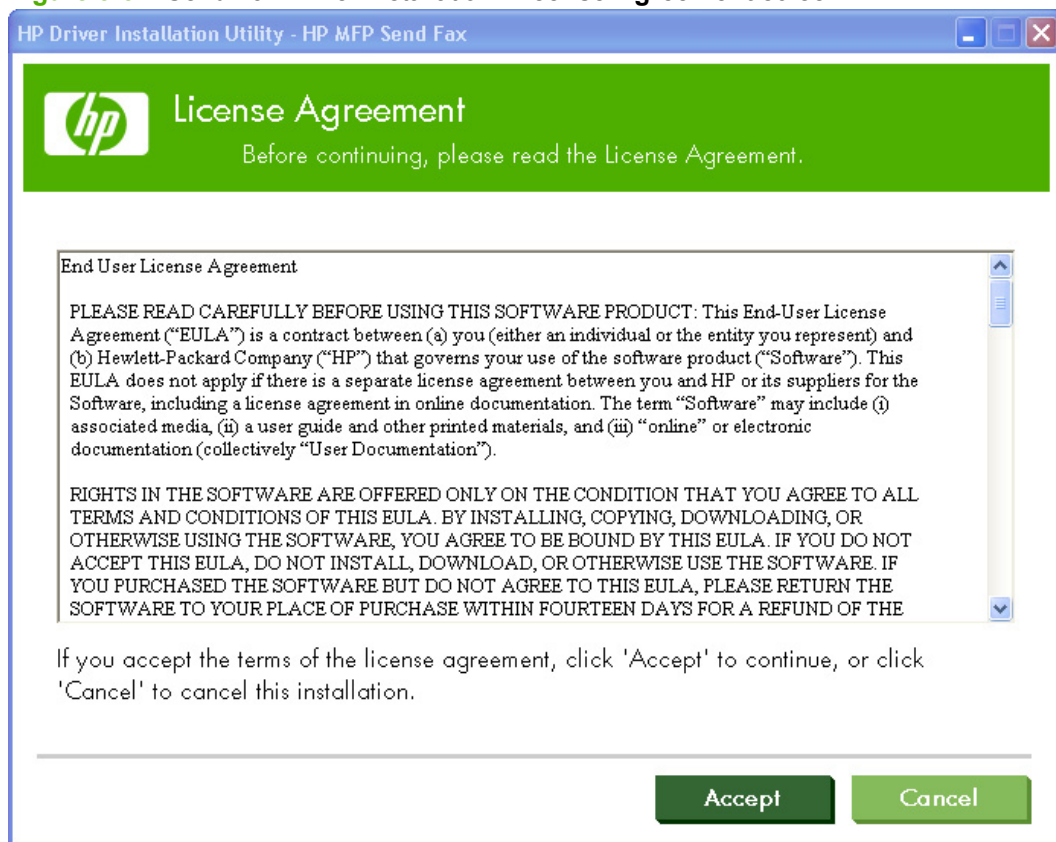 HP Driver Installation Utility - HP MFP Send Fax
hp
License Agreement
Before continuing, please read the License Agreement.
End User License Agreement
PLEASE READ CAREFULLY BEFORE USING THIS SOFTWARE PRODUCT: This End-User License
Agreement (“EULA”) is a contract between (a) you (either an individual or the entity you represent) and
(b) Hewlett-Packard Company (“HP”) that governs your use of the software product (“Software”). This
EULA does not apply if there is a separate license agreement between you and HP or its suppliers for the
Software, including a license agreement in online documentation. The term “Software” may include (i)
associated media, (ii) a user guide and other printed materials, and (iii) “online” or electronic
documentation (collectively “User Documentation”).
RIGHTS IN THE SOFTWARE ARE OFFERED ONLY ON THE CONDITION THAT YOU AGREE TO ALL
TERMS AND CONDITIONS OF THIS EULA. BY INSTALLING, COPYING, DOWNLOADING, OR
OTHERWISE USING THE SOFTWARE, YOU AGREE TO BE BOUND BY THIS EULA. IF YOU DO NOT
ACCEPT THIS EULA, DO NOT INSTALL, DOWNLOAD, OR OTHERWISE USE THE SOFTWARE. IF
YOU PURCHASED THE SOFTWARE BUT DO NOT AGREE TO THIS EULA, PLEASE RETURN THE
SOFTWARE TO YOUR PLACE OF PURCHASE WITHIN FOURTEEN DAYS FOR A REFUND OF THE
If you accept the terms of the license agreement, click 'Accept' to continue, or click
'Cancel' to cancel this installation.
Accept
Cancel